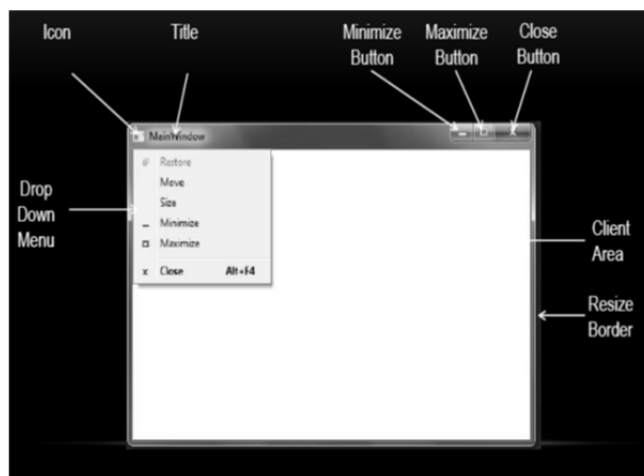 Icon
Title
Minimize
Button
Maximize
Button
Close
Button
MainWindow
Restore
Move
Size
Minimize
Maximize
x Close Alt+F4
Drop
Down
Menu
Client
Area
Resize
Border